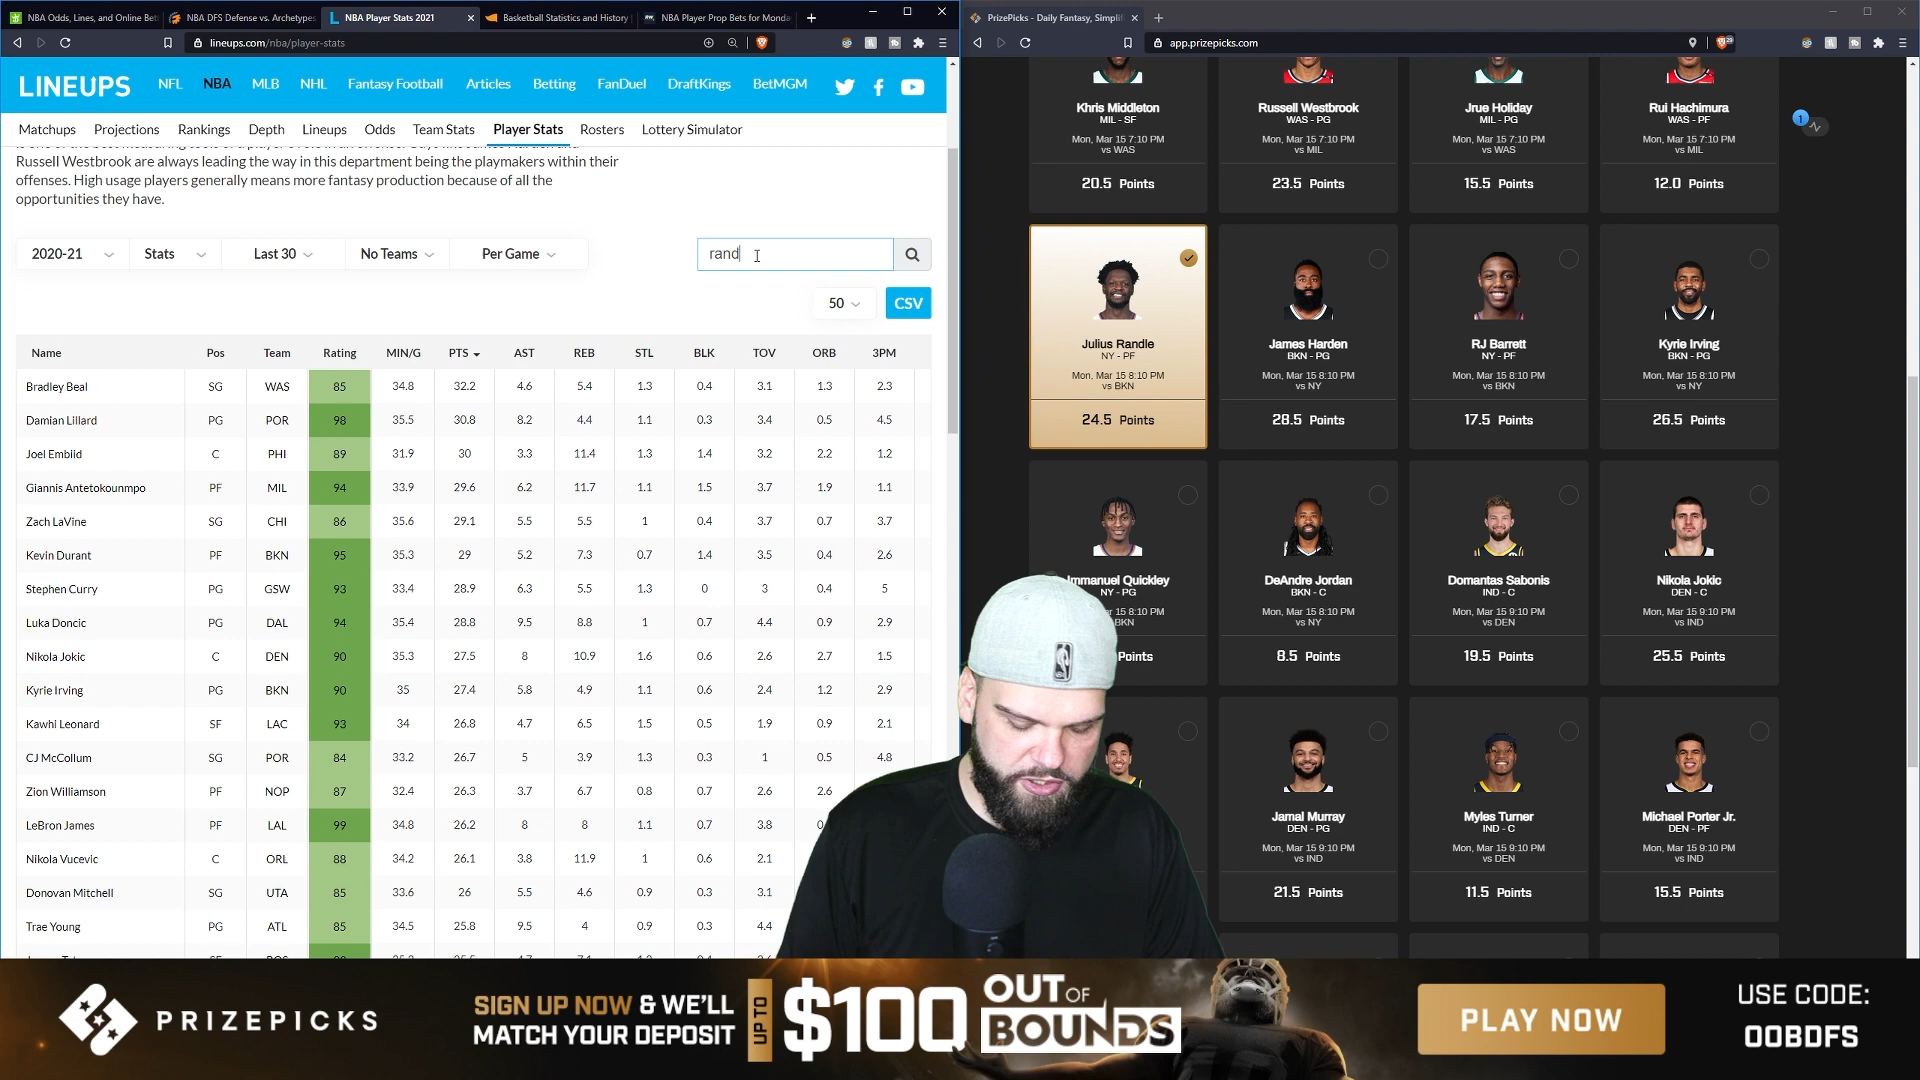 NBA Odds, Lines, and Online Bet
NBA DFS Defense vs. Archetypes
NBA Player Stats 2021
Basketball Statistics and History
NBA Player Prop Bets for Monda
lineups.com/nba/player-stats
PrizePicks - Daily Fantasy, Simplif
app.prizepicks.com
LINEUPS
NFL NBA MLB NHL Fantasy Football Articles Betting FanDuel DraftKings BetMGM
Matchups Projections Rankings Depth Lineups Odds Team Stats Player Stats Rosters Lottery Simulator
Russell Westbrook are always leading the way in this department being the playmakers within their
offenses. High usage players generally means more fantasy production because of all the
opportunities they have.
2020-21 Stats Last 30 No Teams Per Game rand
50 CSV
Name Pos Team Rating MIN/G PTS AST REB STL BLK TOV ORB 3PM
Bradley Beal SG WAS 85 34.8 32.2 4.6 5.4 1.3 0.4 3.1 1.3 2.3
Damian Lillard PG POR 98 35.5 30.8 8.2 4.4 1.1 0.3 3.4 0.5 4.5
Joel Embiid C PHI 89 31.9 30 3.3 11.4 1.3 1.4 3.2 2.2 1.2
Giannis Antetokounmpo PF MIL 94 33.9 29.6 6.2 11.7 1.1 1.5 3.7 1.9 1.1
Zach LaVine SG CHI 86 35.6 29.1 5.5 5.5 1 0.4 3.7 0.7 3.7
Kevin Durant PF BKN 95 35.3 29 5.2 7.3 0.7 1.4 3.5 0.4 2.6
Stephen Curry PG GSW 93 33.4 28.9 6.3 5.5 1.3 0 3 0.4 5
Luka Doncic PG DAL 94 35.4 28.8 9.5 8.8 1 0.7 4.4 0.9 2.9
Nikola Jokic C DEN 90 35.3 27.5 8 10.9 1.6 0.6 2.6 2.7 1.5
Kyrie Irving PG BKN 90 35 27.4 5.8 4.9 1.1 0.6 2.4 1.2 2.9
Kawhi Leonard SF LAC 93 34 26.8 4.7 6.5 1.5 0.5 1.9 0.9 2.1
CJ McCollum SG POR 84 33.2 26.7 5 3.9 1.3 0.3 1 0.5 4.8
Zion Williamson PF NOP 87 32.4 26.3 3.7 6.7 0.8 0.7 2.6 2.6
LeBron James PF LAL 99 34.8 26.2 8 8 1.1 0.7 3.8
Nikola Vucevic C ORL 88 34.2 26.1 3.8 11.9 1 0.6 2.1
Donovan Mitchell SG UTA 85 33.6 26 5.5 4.6 0.9 0.3 3.1
Trae Young PG ATL 85 34.5 25.8 9.5 4 0.9 0.3 4.4
Khris Middleton
MIL - SF
Mon, Mar 15 7:10 PM
vs WAS
20.5 Points
Russell Westbrook
WAS - PG
Mon, Mar 15 7:10 PM
vs MIL
23.5 Points
Jrue Holiday
MIL - PG
Mon, Mar 15 7:10 PM
vs WAS
15.5 Points
Rui Hachimura
WAS - PF
Mon, Mar 15 7:10 PM
vs MIL
12.0 Points
1
Julius Randle
NY - PF
Mon, Mar 15 8:10 PM
vs BKN
24.5 Points
James Harden
BKN - PG
Mon, Mar 15 8:10 PM
vs NY
28.5 Points
RJ Barrett
NY - PF
Mon, Mar 15 8:10 PM
vs BKN
17.5 Points
Kyrie Irving
BKN - PG
Mon, Mar 15 8:10 PM
vs NY
26.5 Points
Immanuel Quickley
NY - PG
8:10 PM
BKN
Points
DeAndre Jordan
BKN - C
Mon, Mar 15 8:10 PM
vs NY
8.5 Points
Domantas Sabonis
IND - C
Mon, Mar 15 9:10 PM
vs DEN
19.5 Points
Nikola Jokic
DEN - C
Mon, Mar 15 9:10 PM
vs IND
25.5 Points
Jamal Murray
DEN - PG
Mon, Mar 15 9:10 PM
vs IND
21.5 Points
Myles Turner
IND - C
Mon, Mar 15 9:10 PM
vs DEN
11.5 Points
Michael Porter Jr.
DEN - PF
Mon, Mar 15 9:10 PM
vs IND
15.5 Points
PRIZEPICKS
SIGN UP NOW & WE'LL
MATCH YOUR DEPOSIT
UP TO
$100
OUT OF
BOUNDS
PLAY NOW
USE CODE:
OOBDFS